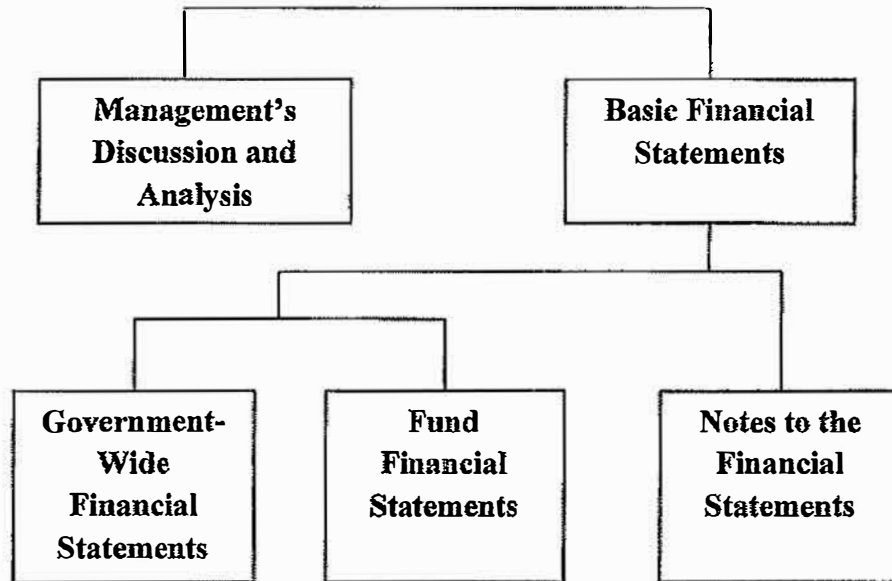 Management's
Discussion and
Analysis
Basic Financial
Statements
Government-
Wide
Financial
Statements
Fund
Financial
Statements
Notes to the
Financial
Statements